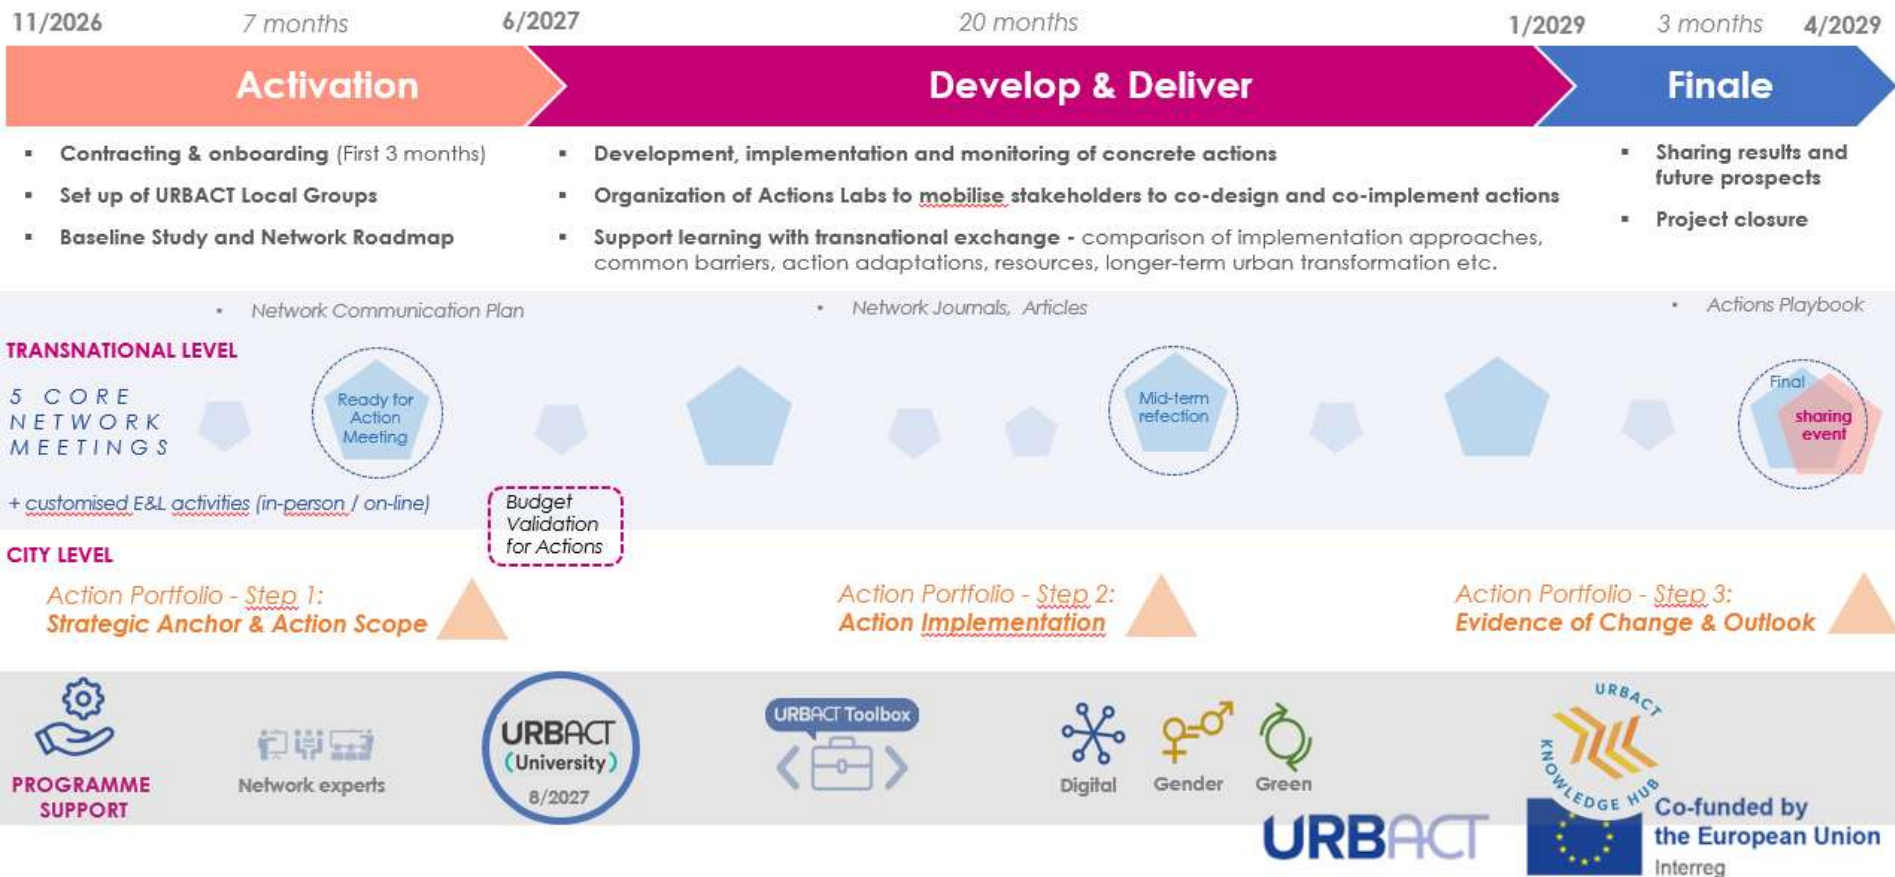 11/2026
7 months
6/2027
20 months
1/2029
3 months
4/2029
Activation
Develop & Deliver
Finale
▪ Contracting & onboarding (First 3 months)
▪ Set up of URBACT Local Groups
▪ Baseline Study and Network Roadmap
▪ Development, implementation and monitoring of concrete actions
▪ Organization of Actions Labs to mobilise stakeholders to co-design and co-implement actions
▪ Support learning with transnational exchange - comparison of implementation approaches,
common barriers, action adaptations, resources, longer-term urban transformation etc.
▪ Sharing results and
future prospects
▪ Project closure
• Network Communication Plan
• Network Journals, Articles
• Actions Playbook
TRANSNATIONAL LEVEL
5 CORE
NETWORK
MEETINGS
Ready for
Action
Meeting
Mid-term
refection
Final
sharing
event
+ customised E&L activities (in-person / on-line)
Budget
Validation
for Actions
CITY LEVEL
Action Portfolio - Step 1:
Strategic Anchor & Action Scope
Action Portfolio - Step 2:
Action Implementation
Action Portfolio - Step 3:
Evidence of Change & Outlook
PROGRAMME
SUPPORT
Network experts
URBACT
(University)
8/2027
URBACT Toolbox
Digital
Gender
Green
URBACT
KNOWLEDGE HUB
URBACT
Co-funded by
the European Union
Interreg